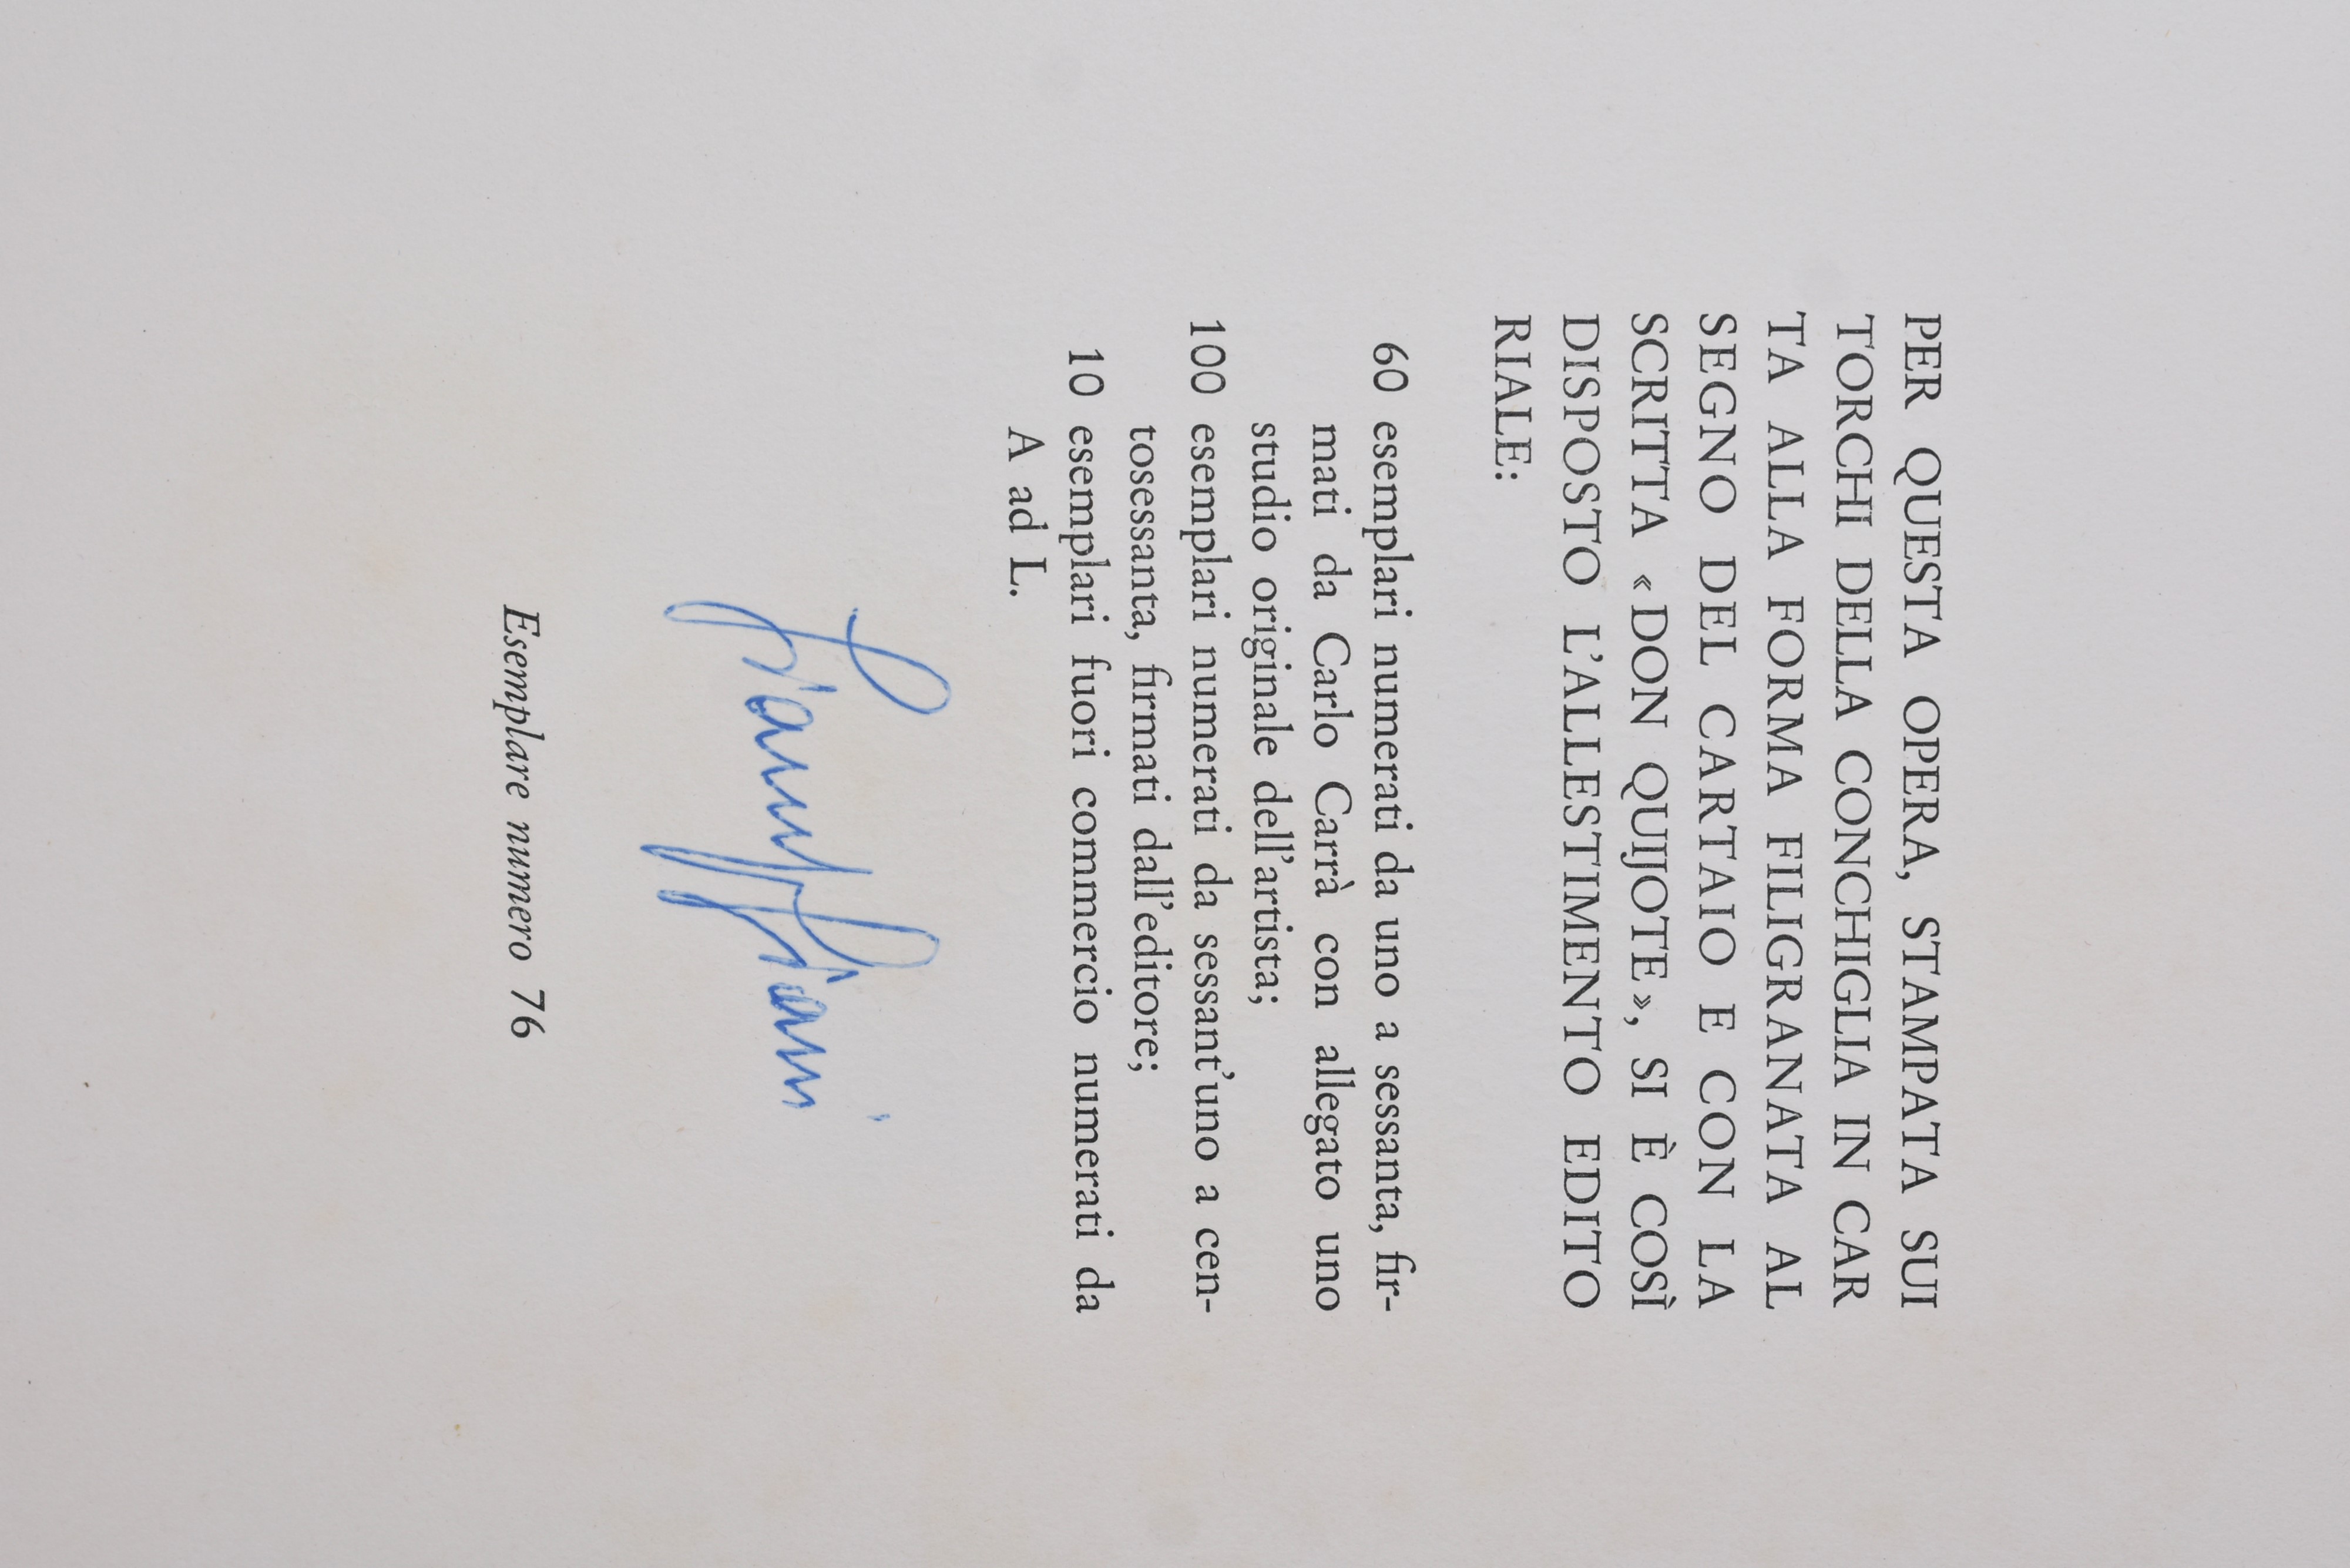 PER QUESTA OPERA, STAMPATA SUI
TORCHI DELLA CONCHIGLIA IN CAR
TA ALLA FORMA FILIGRANATA AL
SEGNO DEL CARTAIO E CON LA
SCRITTA «DON QUIJOTE», SI È COSÌ
DISPOSTO L'ALLESTIMENTO EDITO
RIALE:
60 esemplari numerati da uno a sessanta, fir-
mati da Carlo Carrà con allegato uno
studio originale dell'artista;
100 esemplari numerati da sessant'uno a cen-
tosessanta, firmati dall'editore;
10 esemplari fuori commercio numerati da
A ad L.
Esemplare numero 76